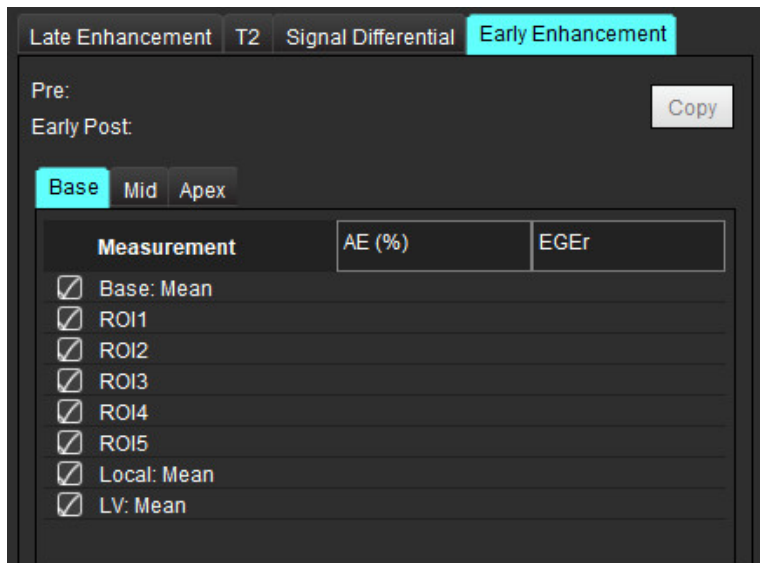 Late Enhancement T2 Signal Differential Early Enhancement
Pre:
Copy
Early Post:
Base Mid Apex
Measurement AE (%) EGEr
Base: Mean
ROI1
ROI2
ROI3
ROI4
ROI5
Local: Mean
LV: Mean